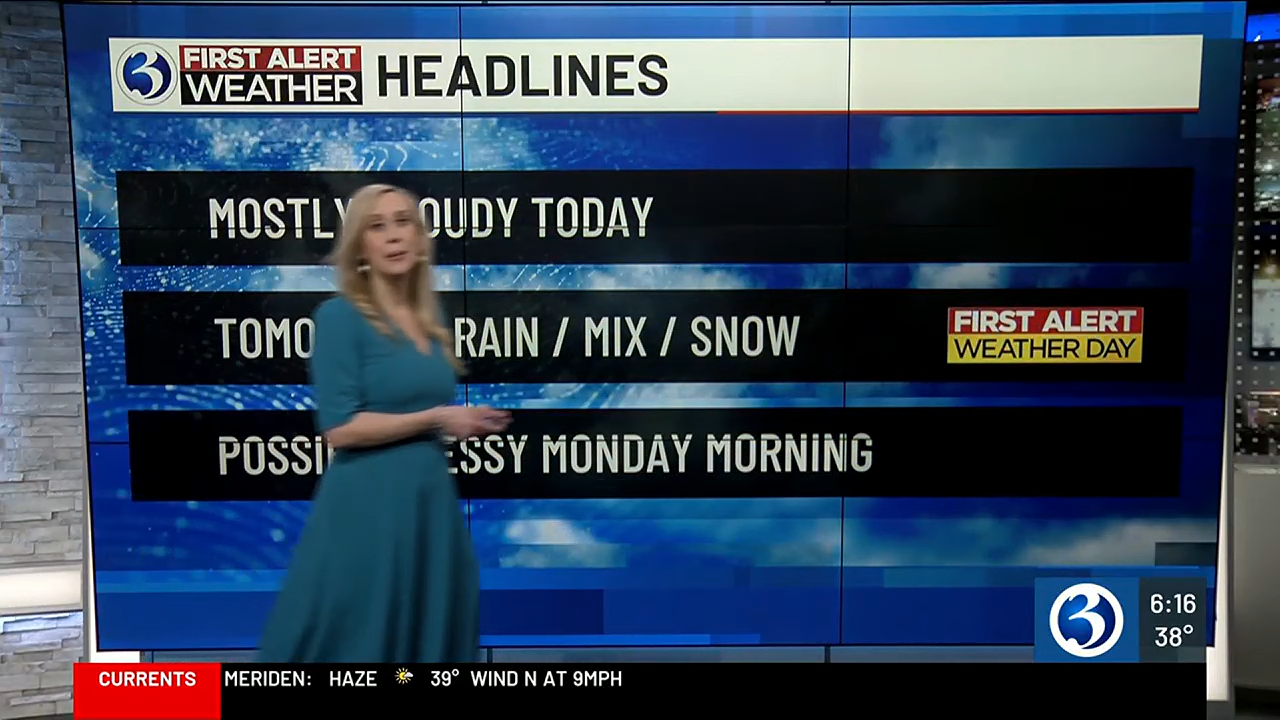 3 FIRST ALERT WEATHER HEADLINES
MOSTLY CLOUDY TODAY
TOMO RAIN / MIX / SNOW
FIRST ALERT
WEATHER DAY
POSSI ESSY MONDAY MORNING
3
6:16
38°
CURRENTS
MERIDEN: HAZE 39° WIND N AT 9MPH